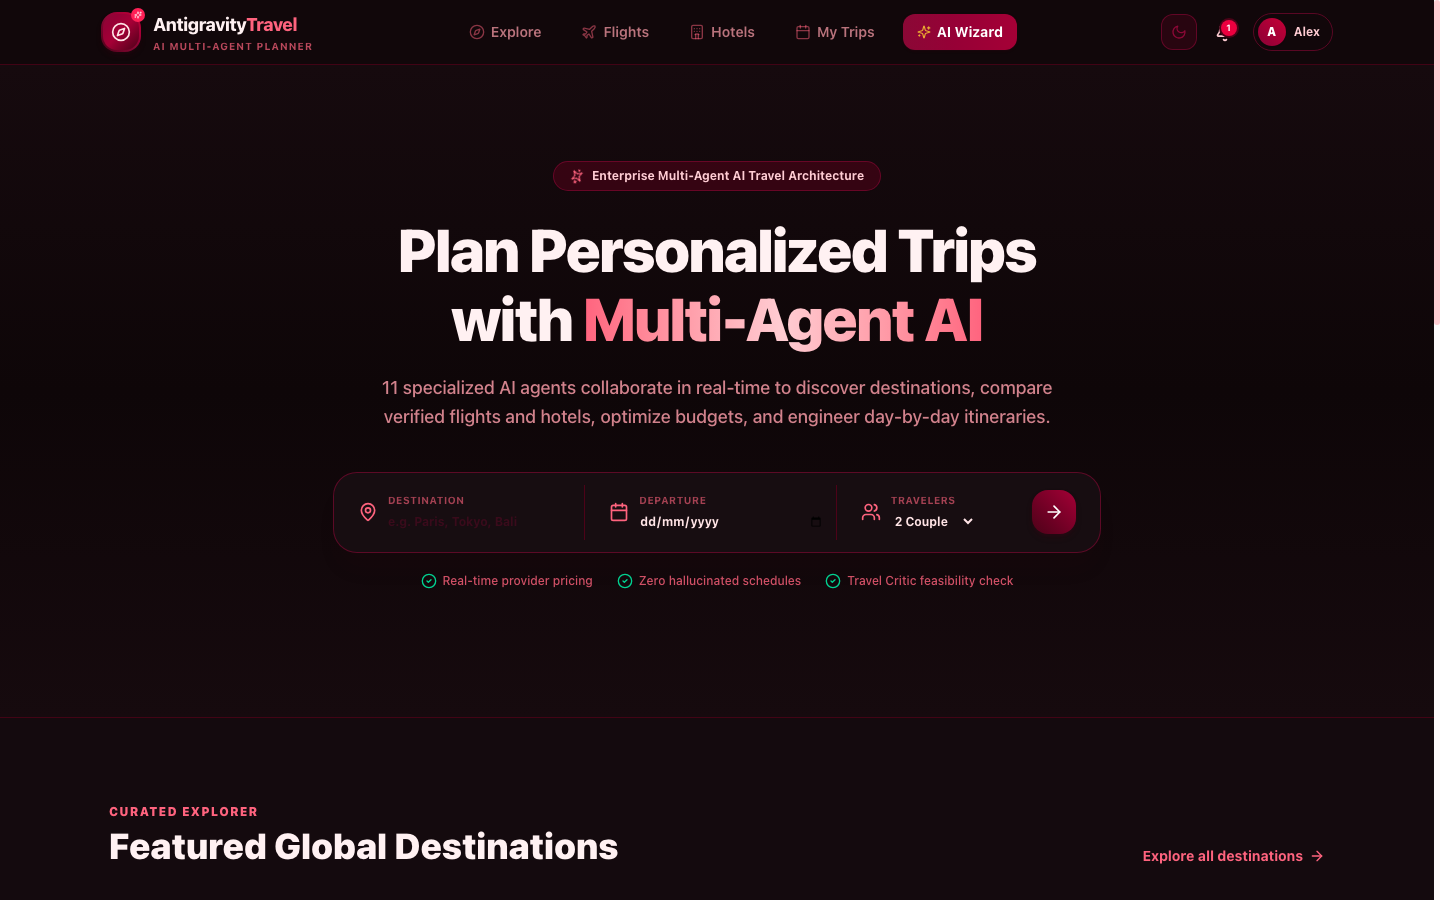 AntigravityTravel
AI MULTI-AGENT PLANNER
Explore
Flights
Hotels
My Trips
AI Wizard
1
A
Alex
Enterprise Multi-Agent AI Travel Architecture
Plan Personalized Trips
with Multi-Agent AI
11 specialized AI agents collaborate in real-time to discover destinations, compare
verified flights and hotels, optimize budgets, and engineer day-by-day itineraries.
DESTINATION
e.g. Paris, Tokyo, Bali
DEPARTURE
dd/mm/yyyy
TRAVELERS
2 Couple
Real-time provider pricing
Zero hallucinated schedules
Travel Critic feasibility check
CURATED EXPLORER
Featured Global Destinations
Explore all destinations